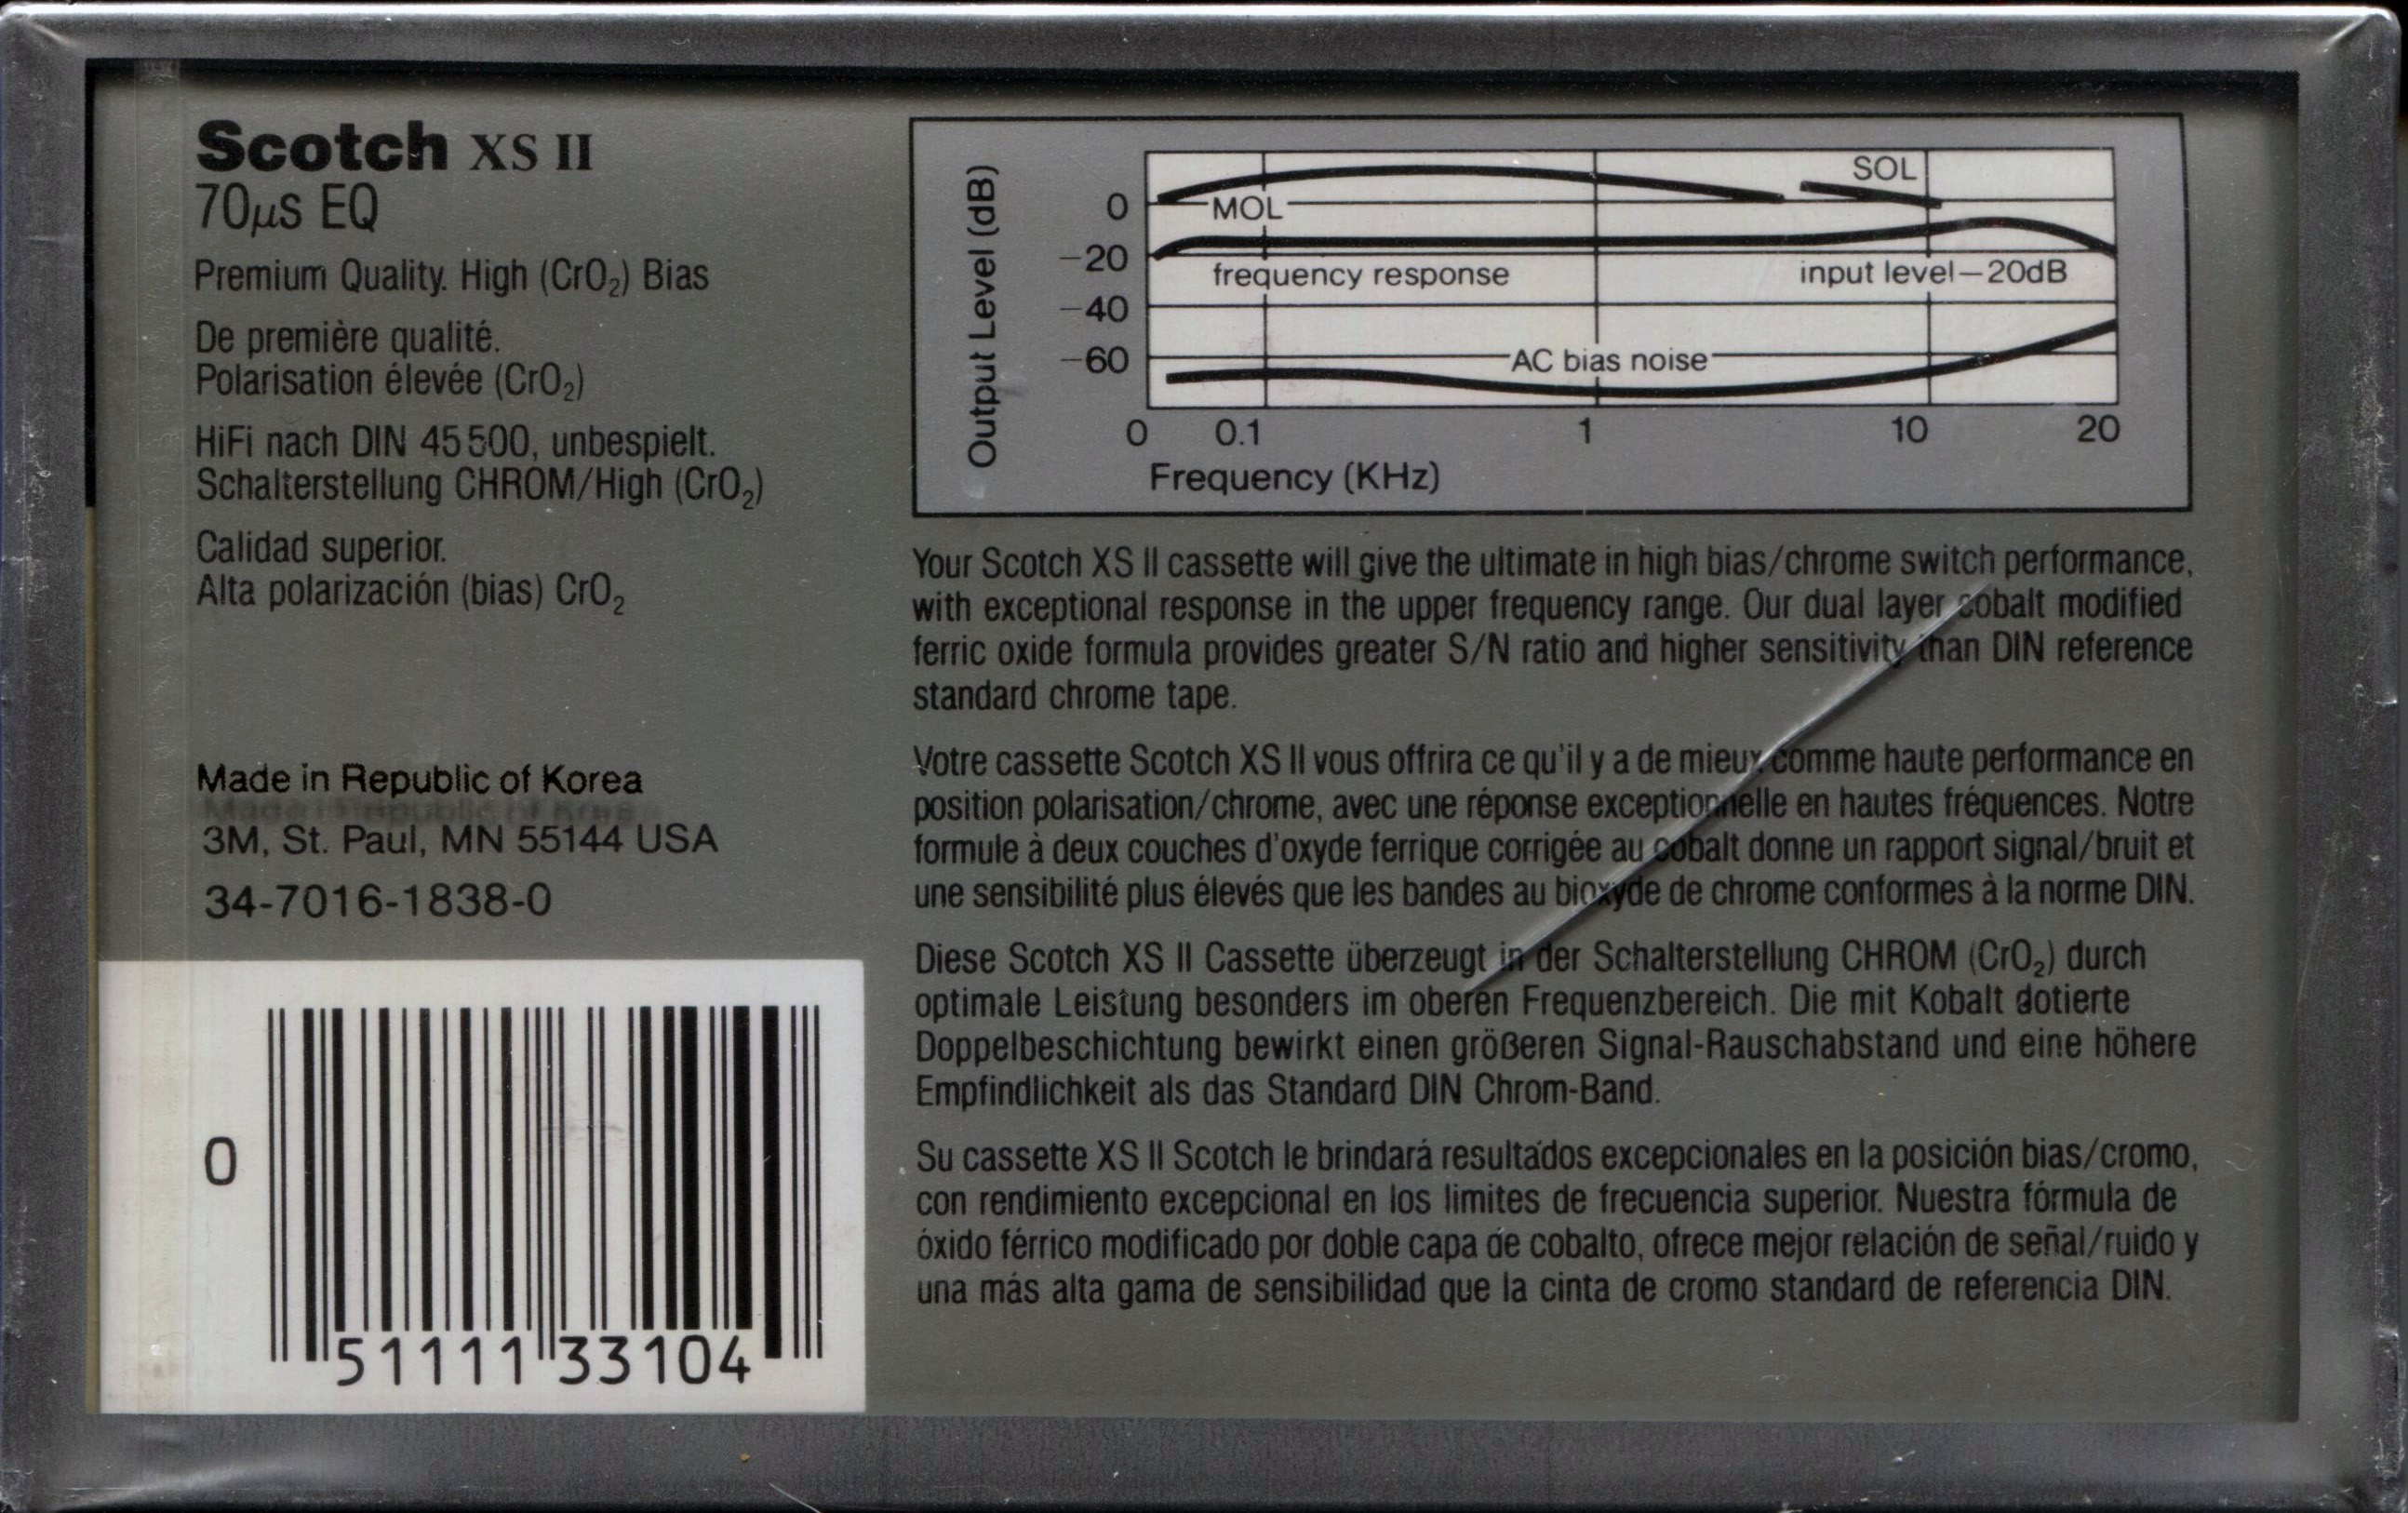 Scotch XS II
70µs EQ
Premium Quality. High (CrO₂) Bias
De première qualité.
Polarisation élevée (CrO₂)
HiFi nach DIN 45 500, unbespielt.
Schalterstellung CHROM/High (CrO₂)
Calidad superior.
Alta polarización (bias) CrO₂
Made in Republic of Korea
3M, St. Paul, MN 55144 USA
34-7016-1838-0
0 51111 33104
Output Level (dB)
SOL
0
MOL
−20
frequency response input level–20dB
−40
−60
AC bias noise
0 0.1 1 10 20
Frequency (KHz)
Your Scotch XS II cassette will give the ultimate in high bias/chrome switch performance,
with exceptional response in the upper frequency range. Our dual layer cobalt modified
ferric oxide formula provides greater S/N ratio and higher sensitivity than DIN reference
standard chrome tape.
Votre cassette Scotch XS II vous offrira ce qu'il y a de mieux comme haute performance en
position polarisation/chrome, avec une réponse exceptionnelle en hautes fréquences. Notre
formule à deux couches d'oxyde ferrique corrigée au cobalt donne un rapport signal/bruit et
une sensibilité plus élevés que les bandes au bioxyde de chrome conformes à la norme DIN.
Diese Scotch XS II Cassette überzeugt in der Schalterstellung CHROM (CrO₂) durch
optimale Leistung besonders im oberen Frequenzbereich. Die mit Kobalt dotierte
Doppelbeschichtung bewirkt einen größeren Signal-Rauschabstand und eine höhere
Empfindlichkeit als das Standard DIN Chrom-Band.
Su cassette XS II Scotch le brindará resultados excepcionales en la posición bias/cromo,
con rendimiento excepcional en los limites de frecuencia superior. Nuestra fórmula de
óxido férrico modificado por doble capa de cobalto, ofrece mejor relación de señal/ruido y
una más alta gama de sensibilidad que la cinta de cromo standard de referencia DIN.